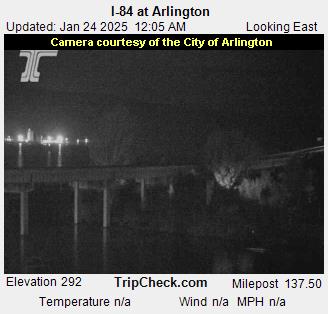 I-84 at Arlington
Updated: Jan 24 2025 12:05 AM Looking East
Camera courtesy of the City of Arlington
Elevation 292 TripCheck.com Milepost 137.50
Temperature n/a Wind n/a MPH n/a